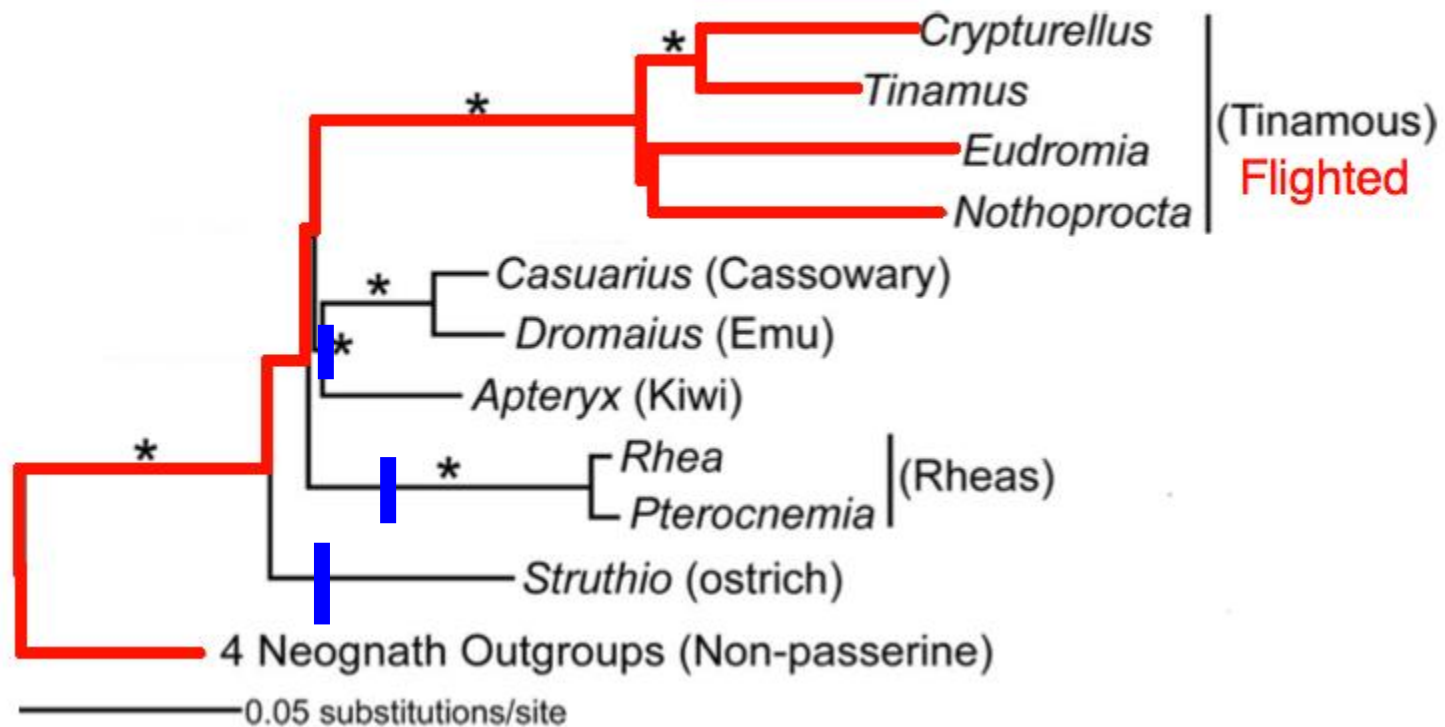 *
Crypturellus
*
Tinamus
(Tinamous)
Eudromia
Flighted
Nothoprocta
*
Casuarius (Cassowary)
Dromaius (Emu)
*
Apteryx (Kiwi)
*
*
Rhea
(Rheas)
Pterocnemia
Struthio (ostrich)
4 Neognath Outgroups (Non-passerine)
0.05 substitutions/site